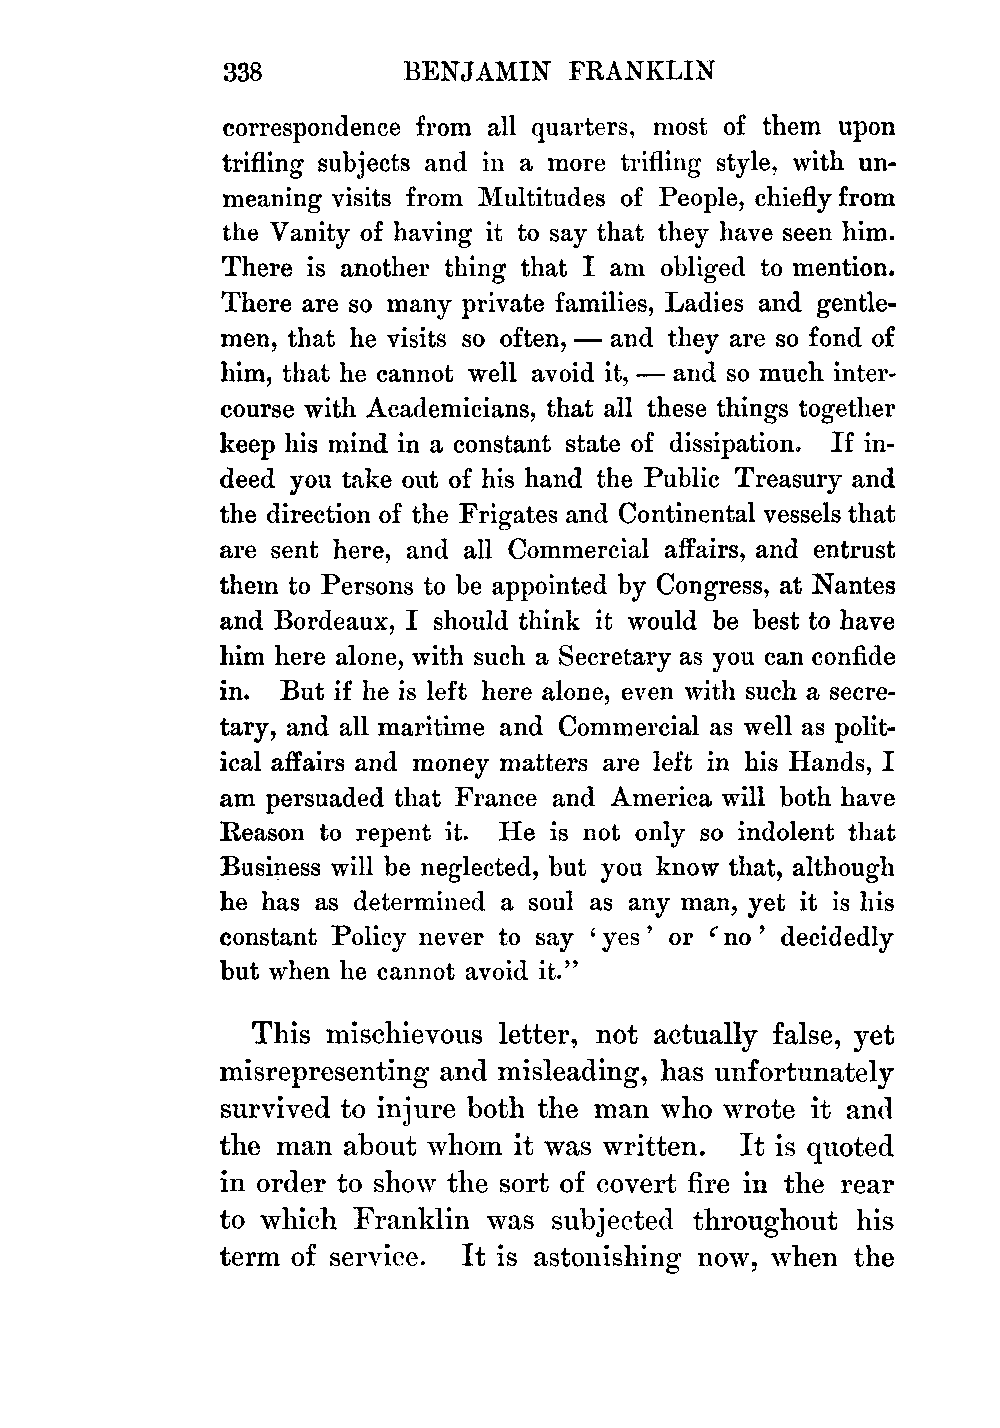 338 BENJAMIN FRANKLIN
correspondence from all quarters, most of them upon
trifling subjects and in a more trifling style, with un-
meaning visits from Multitudes of People, chiefly from
the Vanity of having it to say that they have seen him.
There is another thing that I am obliged to mention.
There are so many private families, Ladies and gentle-
men, that he visits so often, — and they are so fond of
him, that he cannot well avoid it, — and so much inter-
course with Academicians, that all these things together
keep his mind in a constant state of dissipation. If in-
deed you take out of his hand the Public Treasury and
the direction of the Frigates and Continental vessels that
are sent here, and all Commercial affairs, and entrust
them to Persons to be appointed by Congress, at Nantes
and Bordeaux, I should think it would be best to have
him here alone, with such a Secretary as you can confide
in. But if he is left here alone, even with such a secre-
tary, and all maritime and Commercial as well as polit-
ical affairs and money matters are left in his Hands, I
am persuaded that France and America will both have
Reason to repent it. He is not only so indolent that
Business will be neglected, but you know that, although
he has as determined a soul as any man, yet it is his
constant Policy never to say ‘yes’ or ‘no’ decidedly
but when he cannot avoid it.”
This mischievous letter, not actually false, yet
misrepresenting and misleading, has unfortunately
survived to injure both the man who wrote it and
the man about whom it was written. It is quoted
in order to show the sort of covert fire in the rear
to which Franklin was subjected throughout his
term of service. It is astonishing now, when the